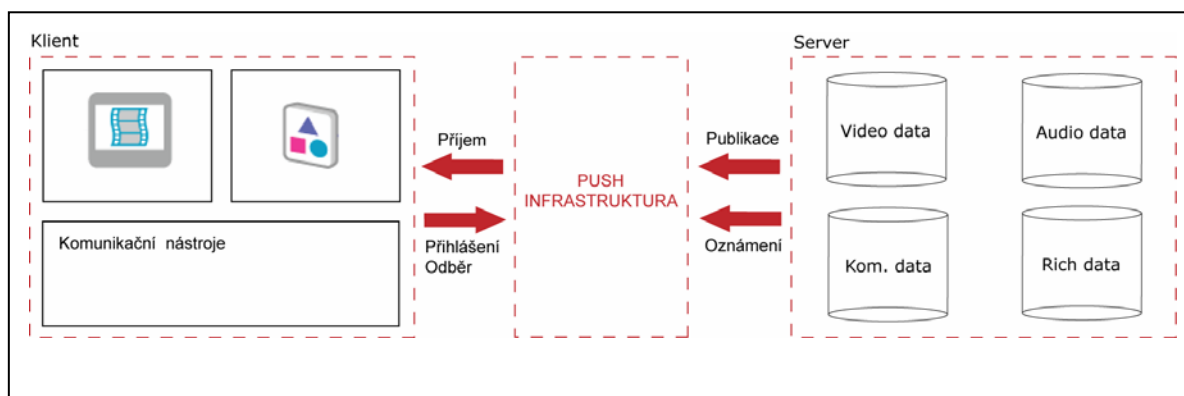 Klient
Server
Příjem
Přihlášení
Odběr
Komunikační nástroje
PUSH
INFRASTRUKTURA
Publikace
Oznámení
Video data
Audio data
Kom. data
Rich data